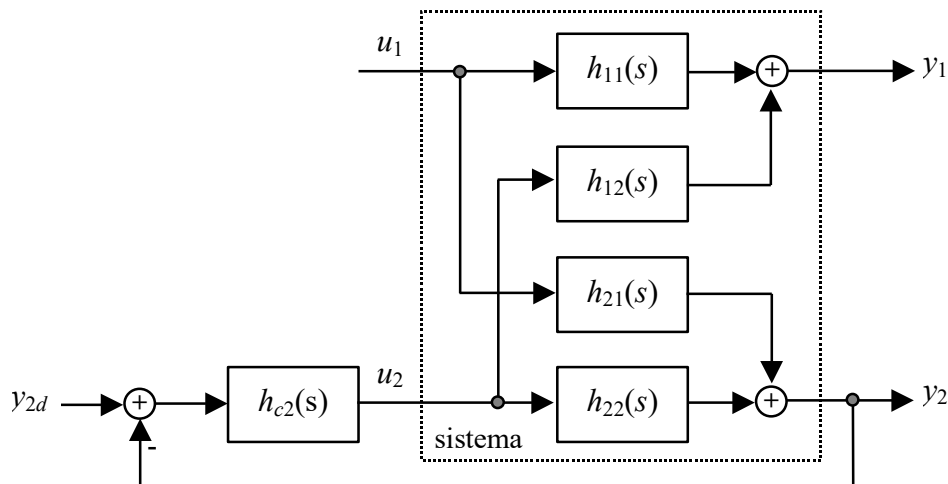 u1
h11(s)
+
y1
h12(s)
h21(s)
y2d
+
-
hc2(s)
u2
h22(s)
+
y2
sistema